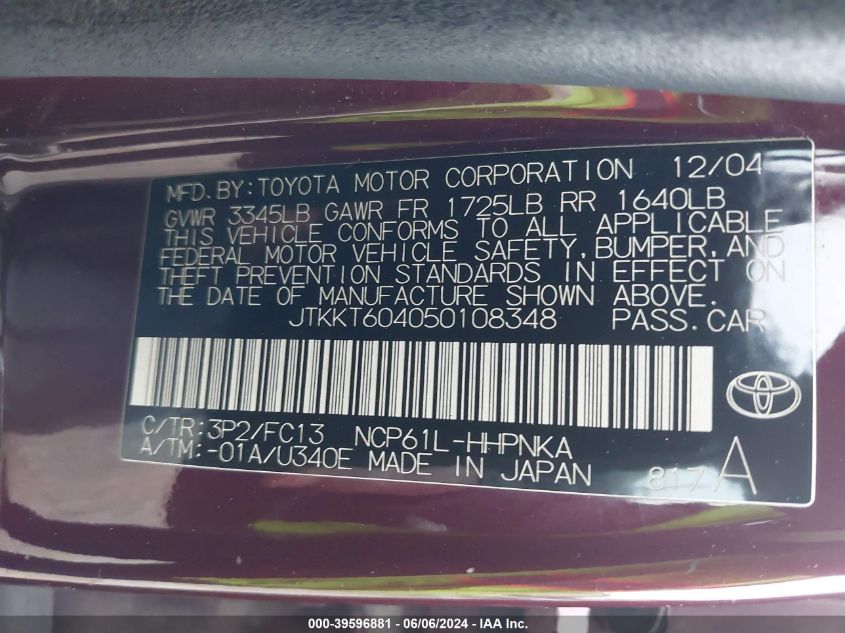 MFD. BY: TOYOTA MOTOR CORPORATION 12/04
GVWR 3345LB GAWR FR 1725LB RR 1640LB
THIS VEHICLE CONFORMS TO ALL APPLICABLE
FEDERAL MOTOR VEHICLE SAFETY, BUMPER, AND
THEFT PREVENTION STANDARDS IN EFFECT ON
THE DATE OF MANUFACTURE SHOWN ABOVE.
JTKKT604050108348 PASS. CAR
C/TR: 3P2/FC13 NCP61L-HHPNKA
A/TM: -01A/U340E MADE IN JAPAN 817A
000-39596881 / 06/06/2024 - IAA Inc.